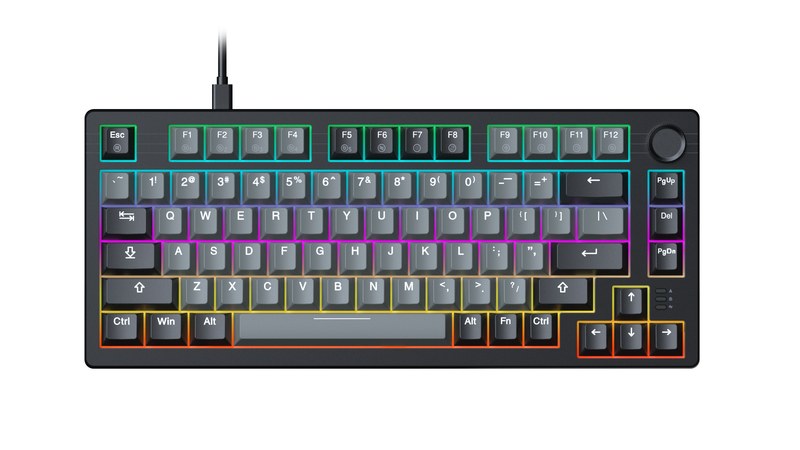 Esc F1 F2 F3 F4 F5 F6 F7 F8 F9 F10 F11 F12
`~ 1! 2@ 3# 4$ 5% 6^ 7& 8* 9( 0) -— =+ ← PgUp
Q W E R T Y U I O P [{ ]} |\ Del
A S D F G H J K L ;: '", PgDn
Z X C V B N M <, >. ?/
Ctrl Win Alt Alt Fn Ctrl